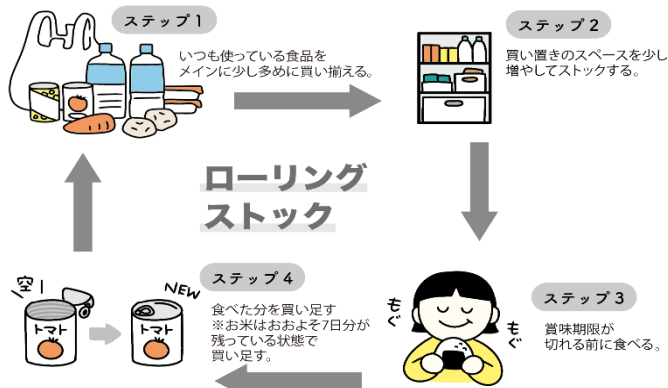 ステップ 1
いつも使っている食品を
メインに少し多めに買い揃える。
ステップ 2
買い置きのスペースを少し
増やしてストックする。
ローリング
ストック
ステップ 3
賞味期限が
切れる前に食べる。
もぐ
もぐ
ステップ 4
食べた分を買い足す
※お米はおおよそ7日分が
残っている状態で
買い足す。
空!
NEW
トマト
トマト